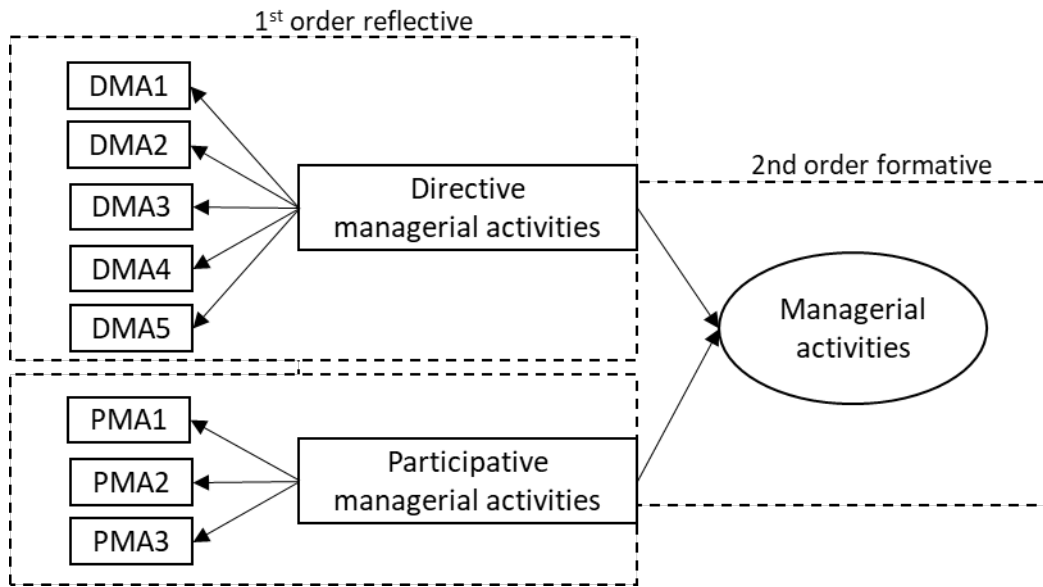 1st order reflective
DMA1
DMA2
DMA3
DMA4
DMA5
Directive
managerial activities
2nd order formative
Managerial
activities
PMA1
PMA2
PMA3
Participative
managerial activities